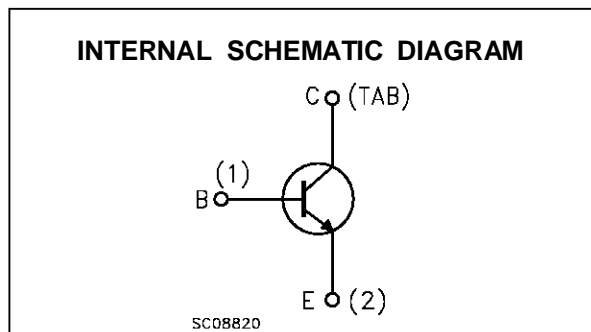 INTERNAL SCHEMATIC DIAGRAM
C (TAB)
(1)
B
E (2)
SC08820